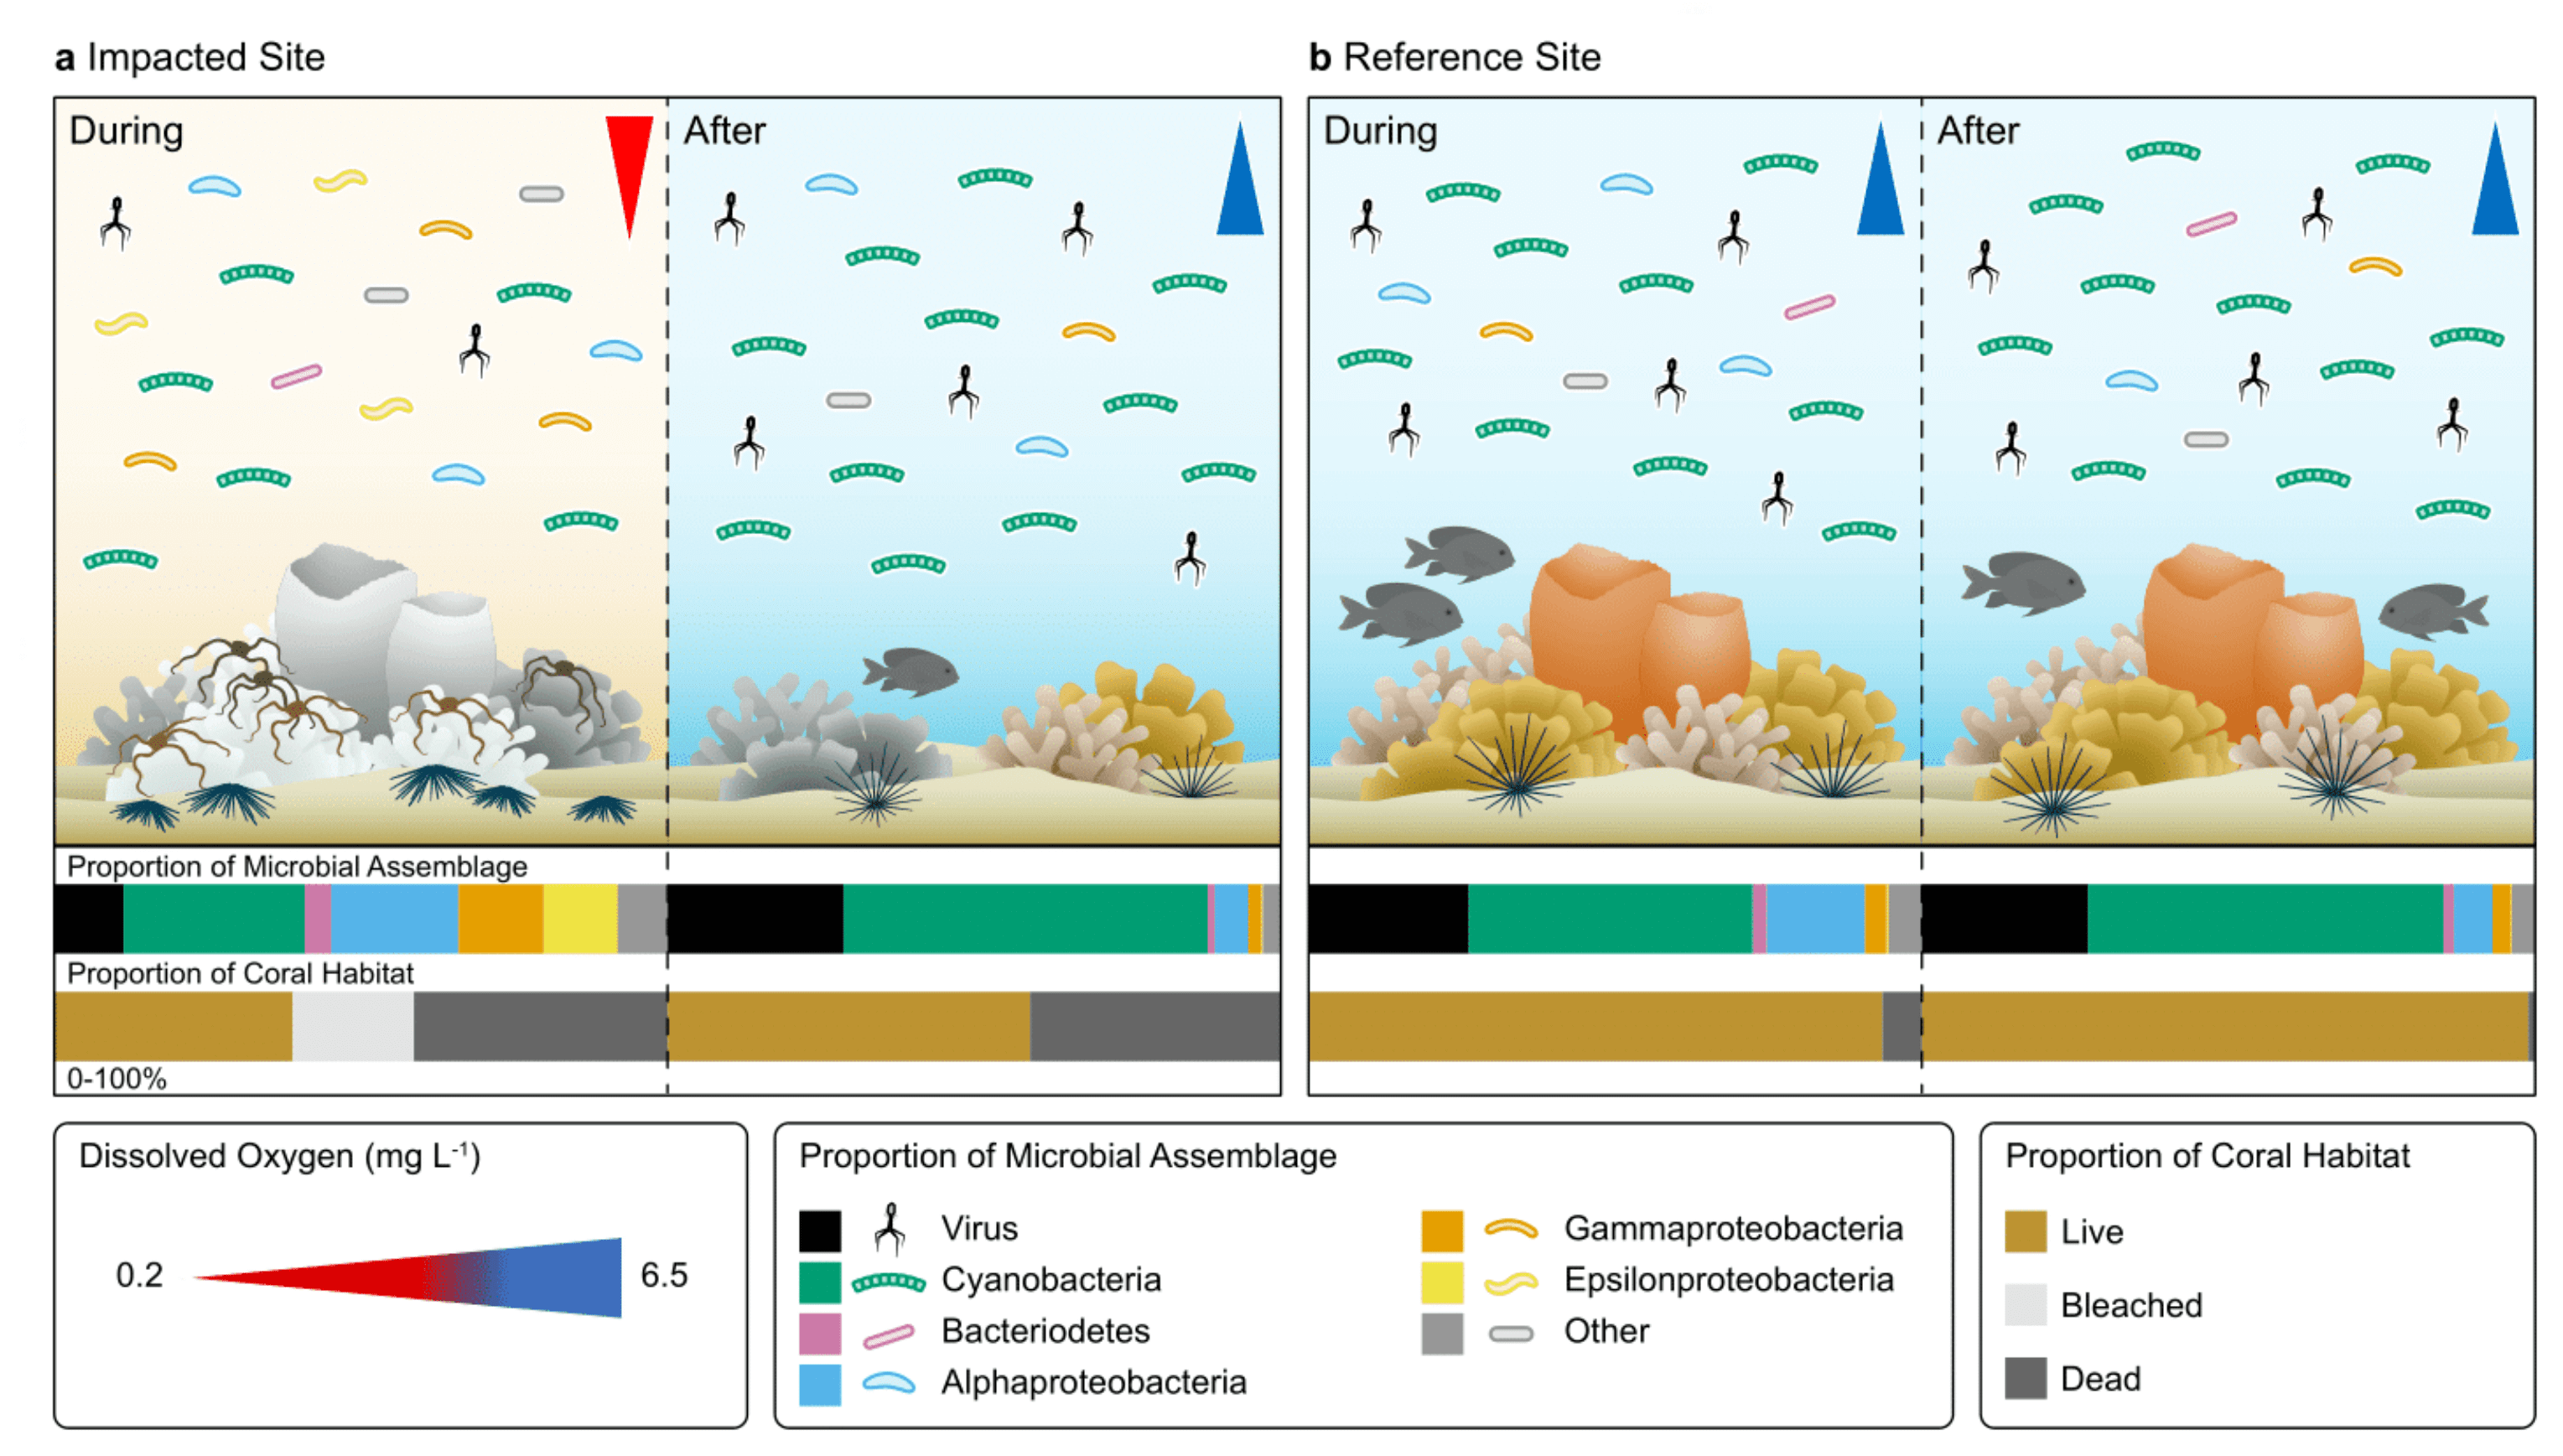 a Impacted Site
b Reference Site
During
After
During
After
Proportion of Microbial Assemblage
Proportion of Coral Habitat
0-100%
Dissolved Oxygen (mg L⁻¹)
0.2
6.5
Proportion of Microbial Assemblage
Virus
Cyanobacteria
Bacteriodetes
Alphaproteobacteria
Gammaproteobacteria
Epsilonproteobacteria
Other
Proportion of Coral Habitat
Live
Bleached
Dead